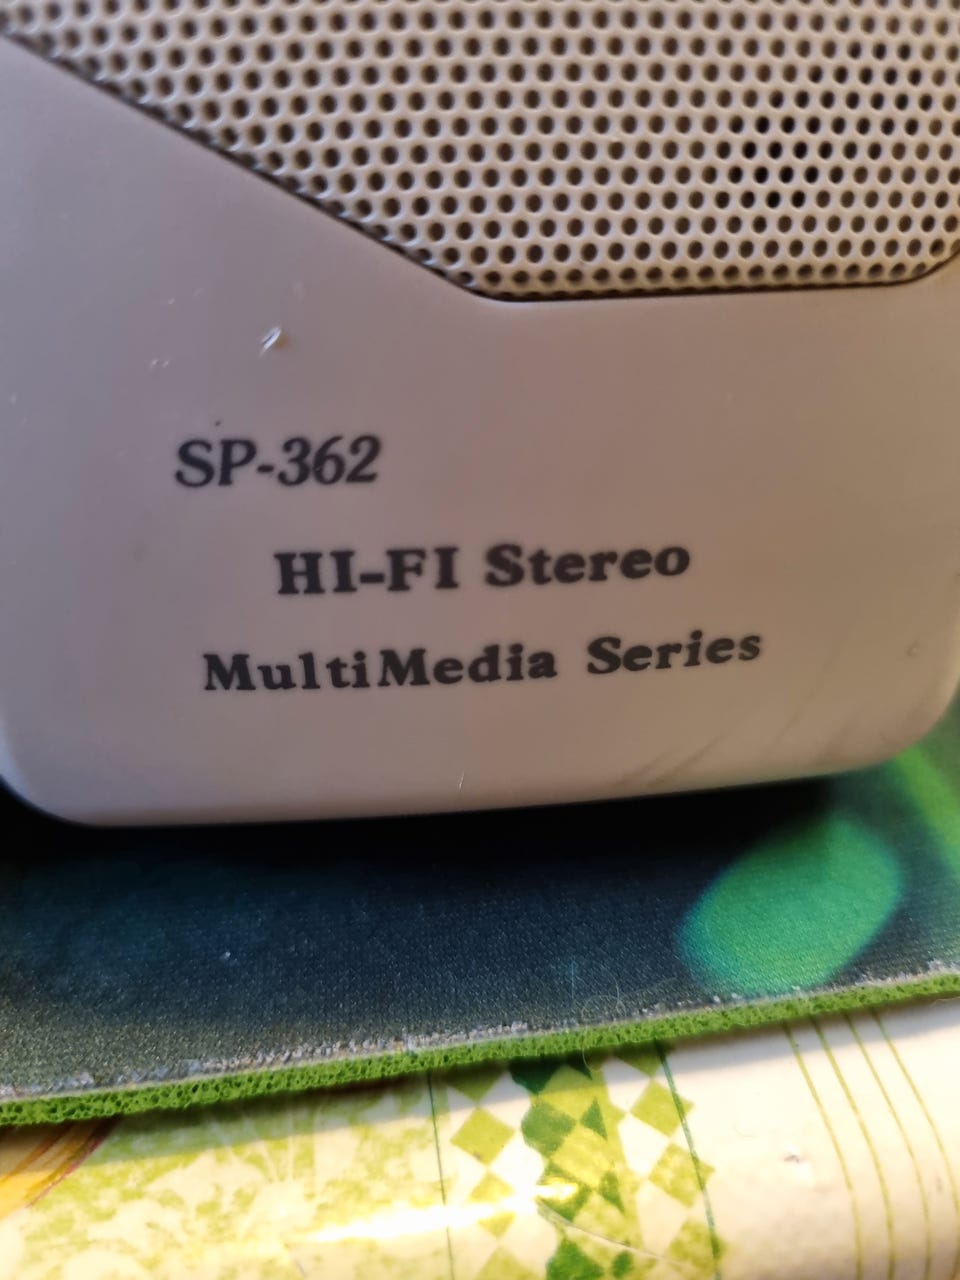 SP-362
HI-FI Stereo
MultiMedia Series